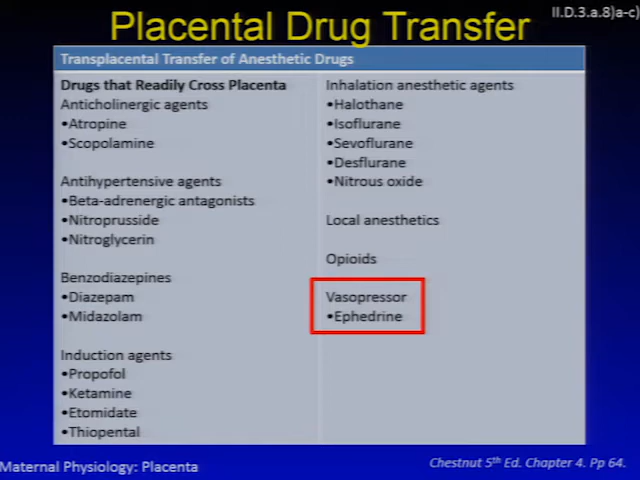 Placental Drug Transfer
II.D.3.a.8)a-c)
Transplacental Transfer of Anesthetic Drugs
Drugs that Readily Cross Placenta
Anticholinergic agents
•Atropine
•Scopolamine
Antihypertensive agents
•Beta-adrenergic antagonists
•Nitroprusside
•Nitroglycerin
Benzodiazepines
•Diazepam
•Midazolam
Induction agents
•Propofol
•Ketamine
•Etomidate
•Thiopental
Inhalation anesthetic agents
•Halothane
•Isoflurane
•Sevoflurane
•Desflurane
•Nitrous oxide
Local anesthetics
Opioids
Vasopressor
•Ephedrine
Maternal Physiology: Placenta
Chestnut 5th Ed. Chapter 4. Pp 64.